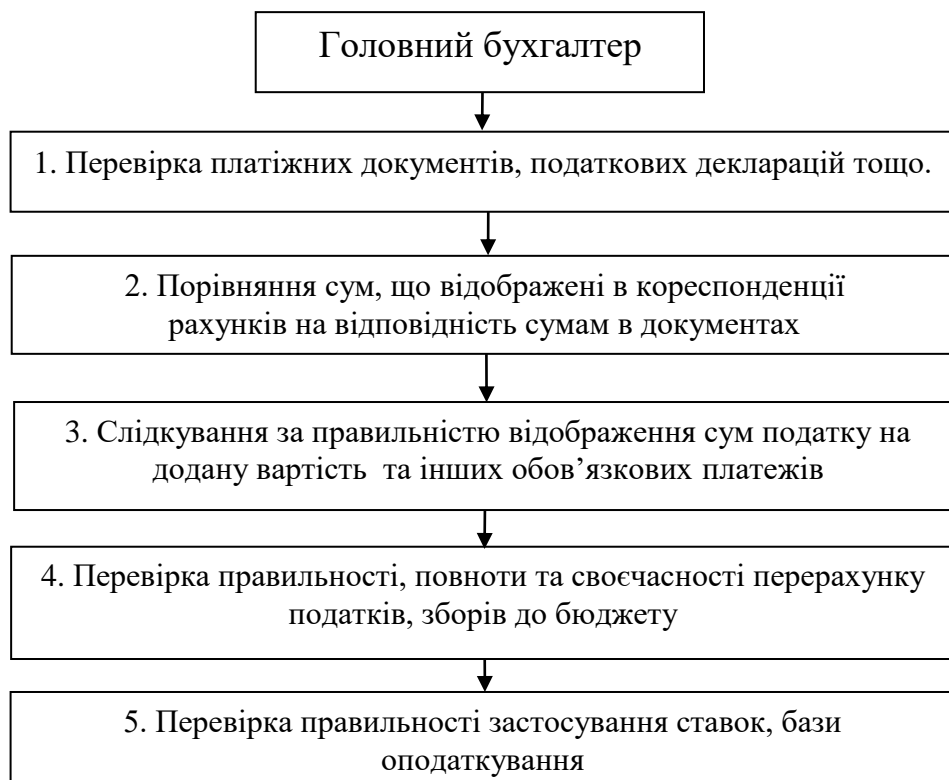 Головний бухгалтер
1. Перевірка платіжних документів, податкових декларацій тощо.
2. Порівняння сум, що відображені в кореспонденції
рахунків на відповідність сумам в документах
3. Слідкування за правильністю відображення сум податку на
додану вартість та інших обов’язкових платежів
4. Перевірка правильності, повноти та своєчасності перерахунку
податків, зборів до бюджету
5. Перевірка правильності застосування ставок, бази
оподаткування